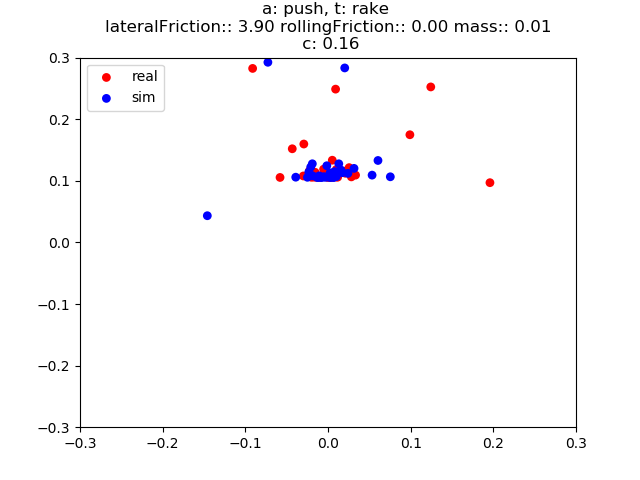 a: push, t: rake
lateralFriction:: 3.90 rollingFriction:: 0.00 mass:: 0.01
c: 0.16
real
sim
0.3
0.2
0.1
0.0
−0.1
−0.2
−0.3
−0.3
−0.2
−0.1
0.0
0.1
0.2
0.3